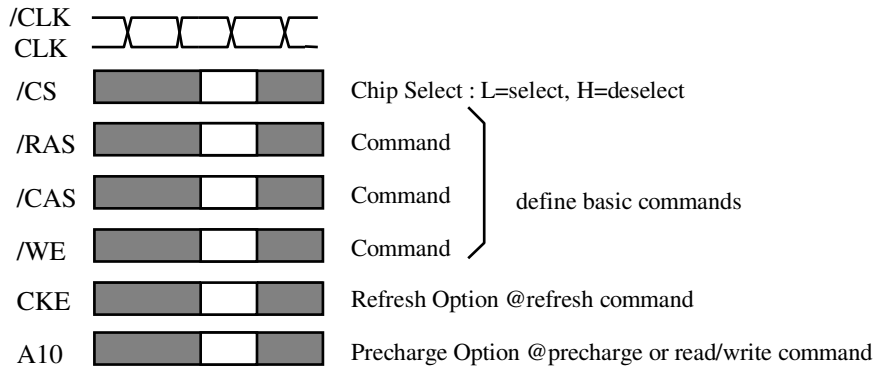 /CLK
CLK
/CS Chip Select : L=select, H=deselect
/RAS Command
/CAS Command define basic commands
/WE Command
CKE Refresh Option @refresh command
A10 Precharge Option @precharge or read/write command